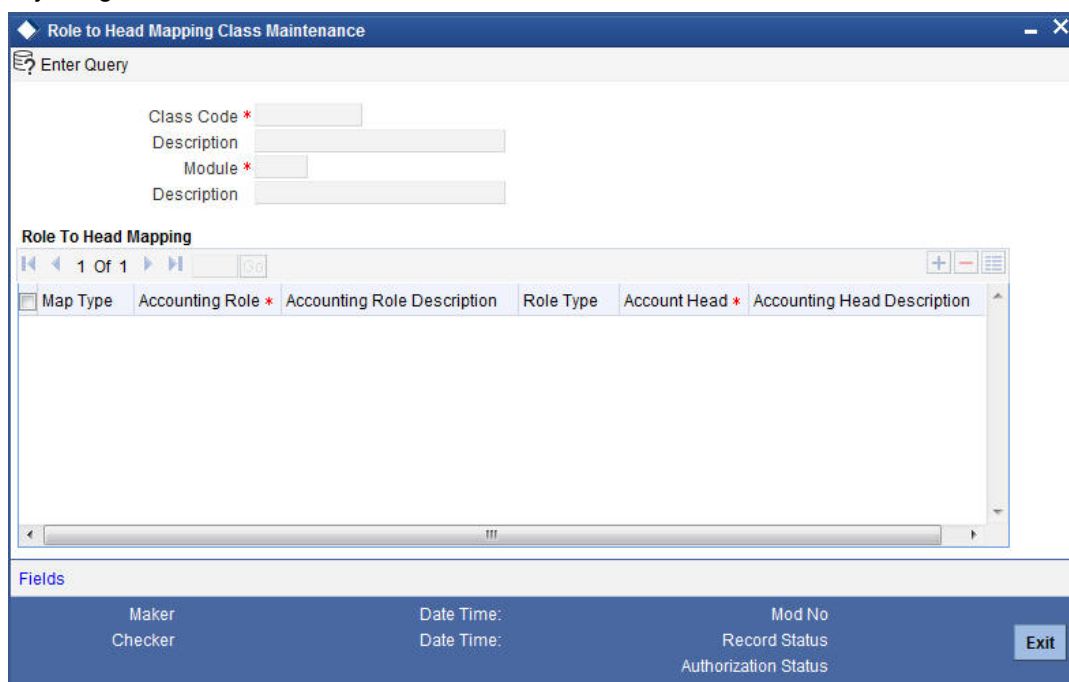 Role to Head Mapping Class Maintenance
Enter Query
Class Code *
Description
Module *
Description
Role To Head Mapping
1 Of 1 Go
Map Type Accounting Role * Accounting Role Description Role Type Account Head * Accounting Head Description
Fields
Maker Date Time: Mod No
Checker Date Time: Record Status
Authorization Status
Exit